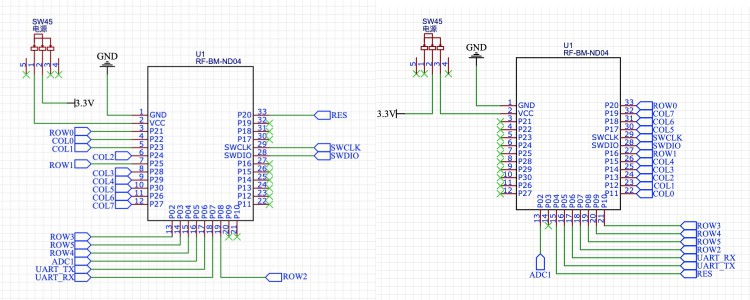 SW45
电源
5 1 2 3 4
GND
3.3V
U1
RF-BM-ND04
1 GND
2 VCC
ROW0 3 P21
COL0 4 P22
COL1 5 P23
COL2 6 P24
ROW1 7 P25
COL3 8 P28
COL4 9 P29
COL5 10 P30
COL6 11 P26
COL7 12 P27
P20 33 RES
P19 32
P18 31
P17 30
SWCLK 29 SWCLK
SWDIO 28 SWDIO
P16 27
P15 26
P14 25
P13 24
P12 23
P11 22
P02 P03 P04 P05 P06 P07 P08 P09 P10
13 14 15 16 17 18 19 20 21
ROW3
ROW5
ROW4
ADC1
UART_TX
UART_RX
ROW2
SW45
电源
5 1 2 3 4
GND
3.3V
U1
RF-BM-ND04
1 GND
2 VCC
3 P21
4 P22
5 P23
6 P24
7 P25
8 P28
9 P29
10 P30
11 P26
12 P27
P20 33 ROW0
P19 32 COL7
P18 31 COL6
P17 30 COL5
SWCLK 29 SWCLK
SWDIO 28 SWDIO
P16 27 ROW1
P15 26 COL4
P14 25 COL3
P13 24 COL2
P12 23 COL1
P11 22 COL0
P02 P03 P04 P05 P06 P07 P08 P09 P10
13 14 15 16 17 18 19 20 21
ADC1
ROW3
ROW4
ROW5
ROW2
UART_RX
UART_TX
RES